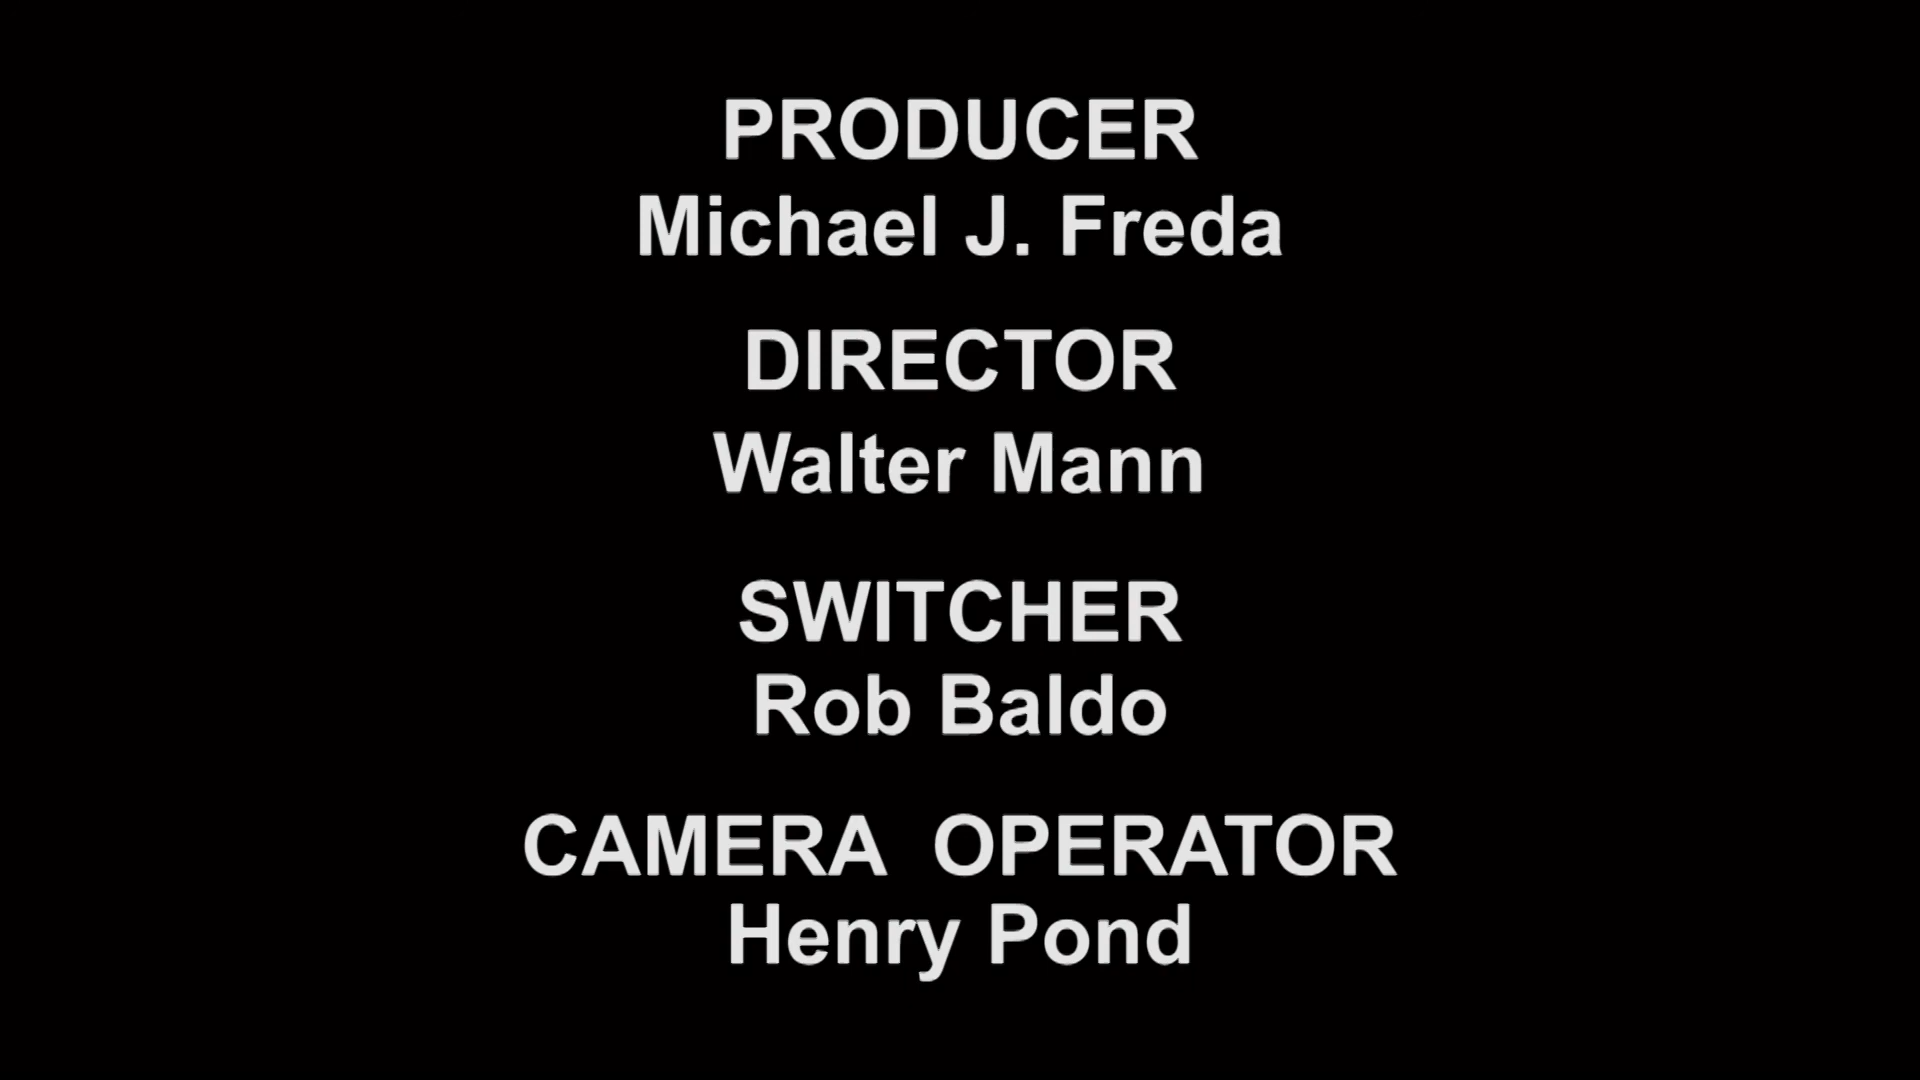 PRODUCER
Michael J. Freda
DIRECTOR
Walter Mann
SWITCHER
Rob Baldo
CAMERA OPERATOR
Henry Pond